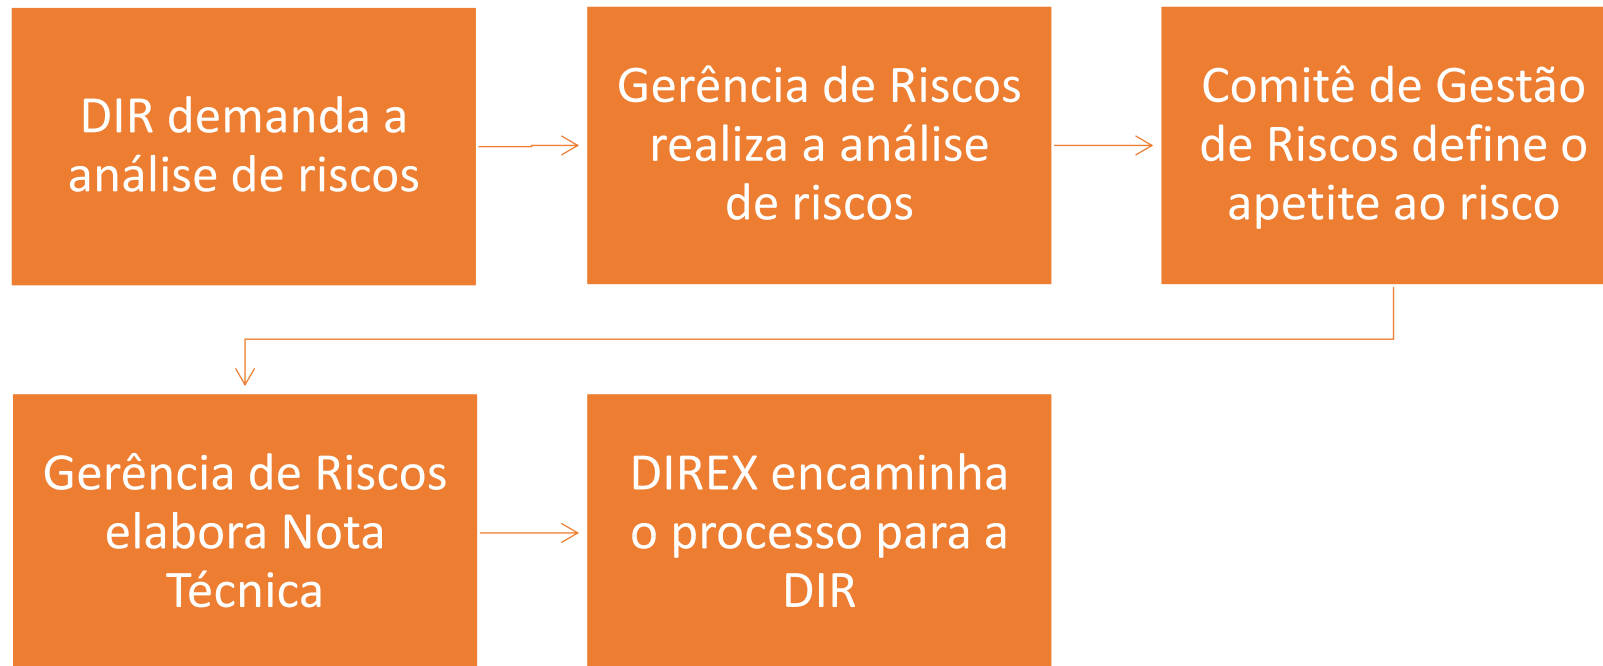 DIR demanda a
análise de riscos
Gerência de Riscos
realiza a análise
de riscos
Comitê de Gestão
de Riscos define o
apetite ao risco
Gerência de Riscos
elabora Nota
Técnica
DIREX encaminha
o processo para a
DIR